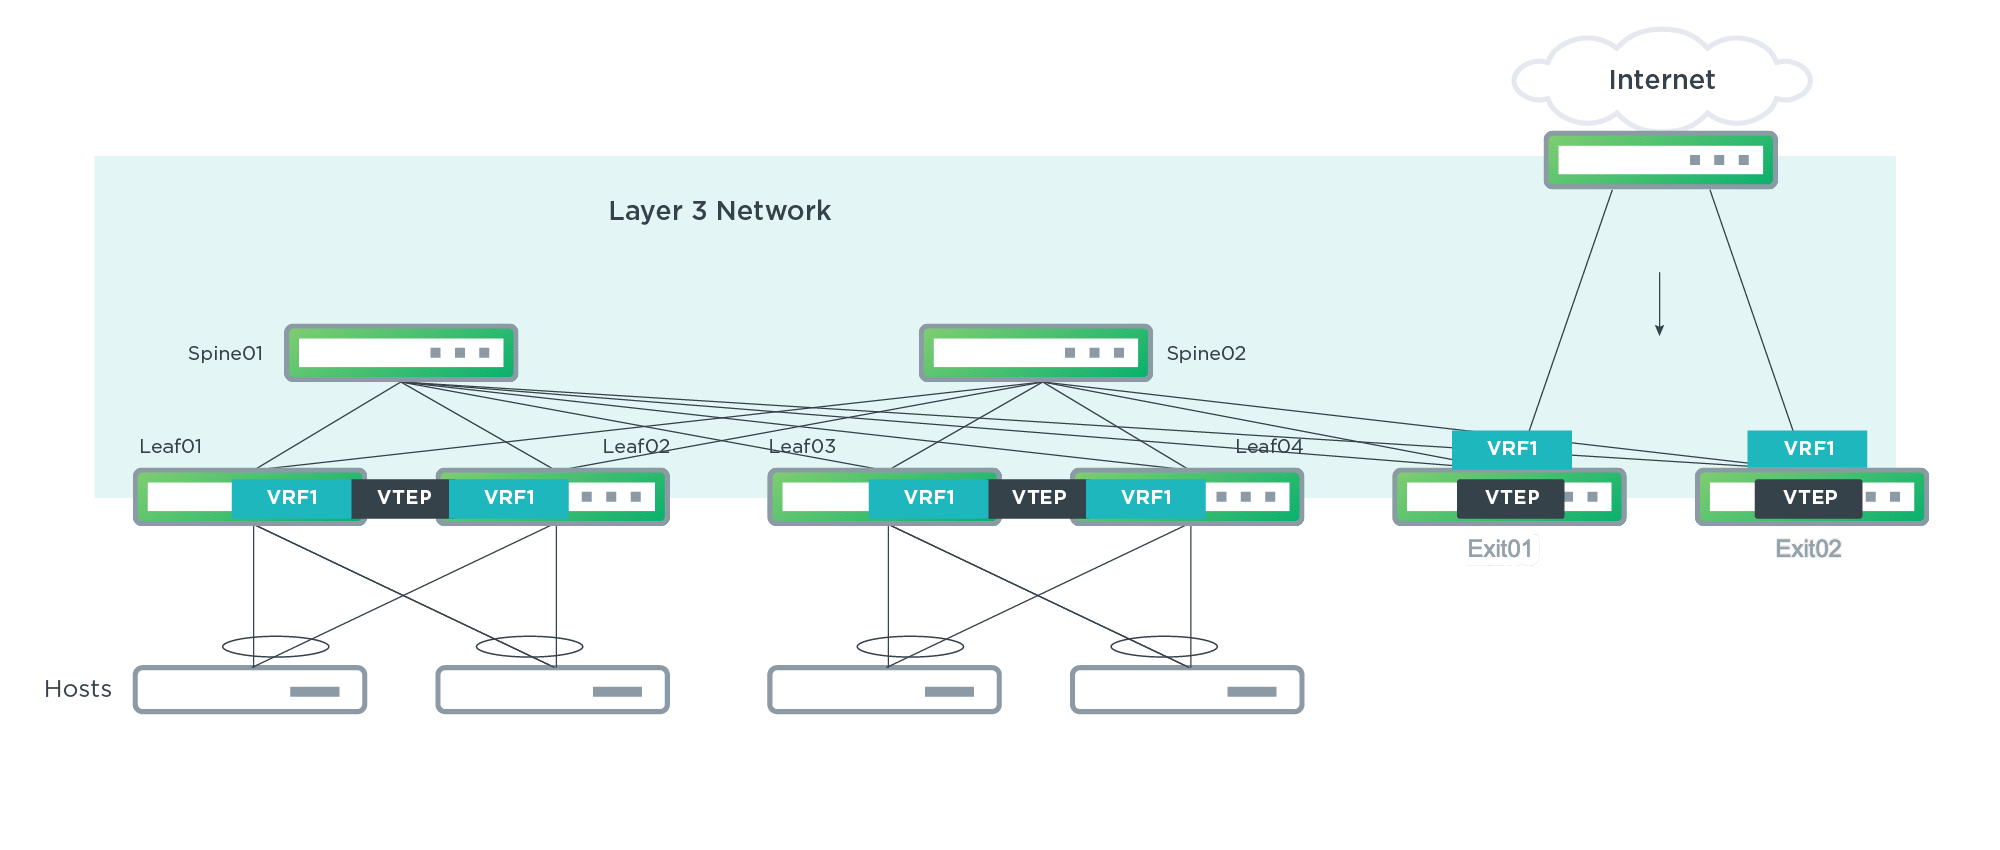 Internet
Layer 3 Network
Spine01
Spine02
Leaf01
Leaf02
Leaf03
Leaf04
VRF1
VRF1
VRF1
VTEP
VRF1
VRF1
VTEP
VRF1
VTEP
VTEP
Exit01
Exit02
Hosts